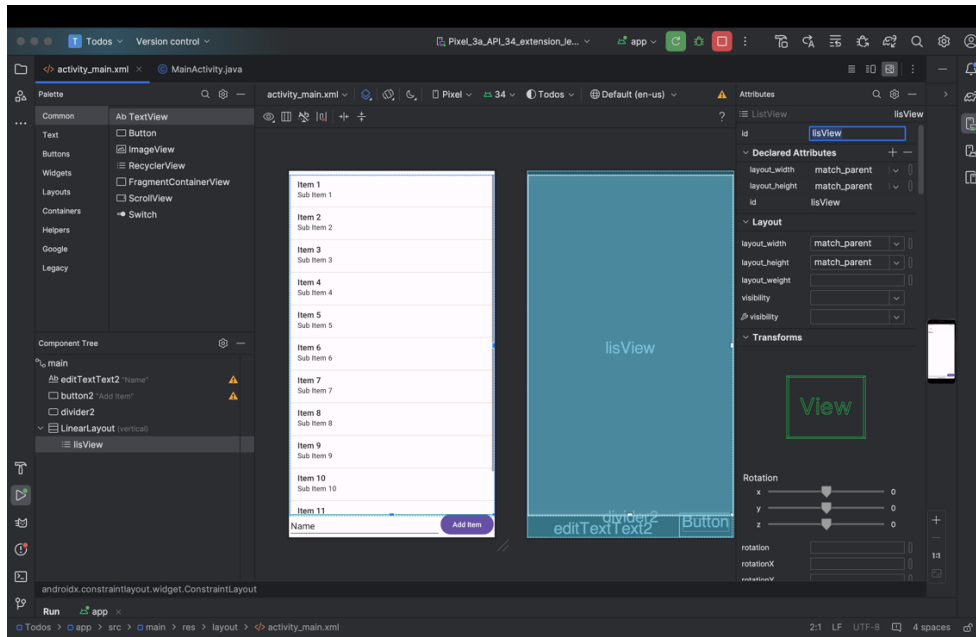 T Todos Version control Pixel_3a_API_34_extension_le... app
activity_main.xml MainActivity.java
Palette activity_main.xml Pixel 34 Todos Default (en-us) Attributes
Common
Text
Buttons
Widgets
Layouts
Containers
Helpers
Google
Legacy
Ab TextView
Button
ImageView
RecyclerView
FragmentContainerView
ScrollView
Switch
Component Tree
main
Ab editTextText2 "Name"
button2 "Add Item"
divider2
LinearLayout (vertical)
lisView
Item 1
Sub Item 1
Item 2
Sub Item 2
Item 3
Sub Item 3
Item 4
Sub Item 4
Item 5
Sub Item 5
Item 6
Sub Item 6
Item 7
Sub Item 7
Item 8
Sub Item 8
Item 9
Sub Item 9
Item 10
Sub Item 10
Item 11
Name Add Item
lisView
divider2
editTextText2 Button
?
ListView lisView
id lisView
Declared Attributes
layout_width match_parent
layout_height match_parent
id lisView
Layout
layout_width match_parent
layout_height match_parent
layout_weight
visibility
visibility
Transforms
View
Rotation
x 0
y 0
z 0
rotation
rotationX
rotationY
1:1
androidx.constraintlayout.widget.ConstraintLayout
Run app
Todos > app > src > main > res > layout > activity_main.xml 2:1 LF UTF-8 4 spaces